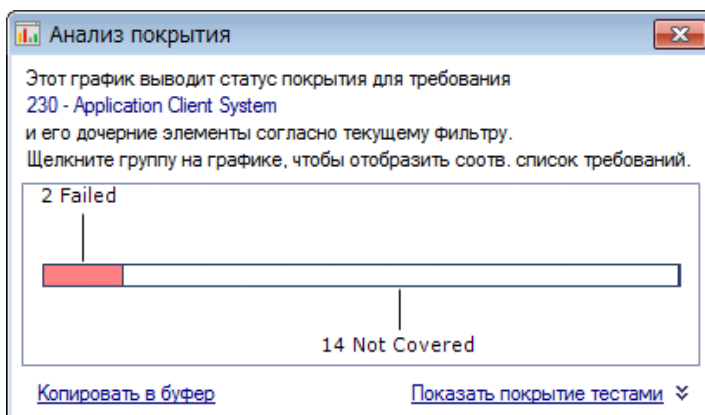 Анализ покрытия
Этот график выводит статус покрытия для требования
230 - Application Client System
и его дочерние элементы согласно текущему фильтру.
Щелкните группу на графике, чтобы отобразить соотв. список требований.
2 Failed
14 Not Covered
Копировать в буфер
Показать покрытие тестами